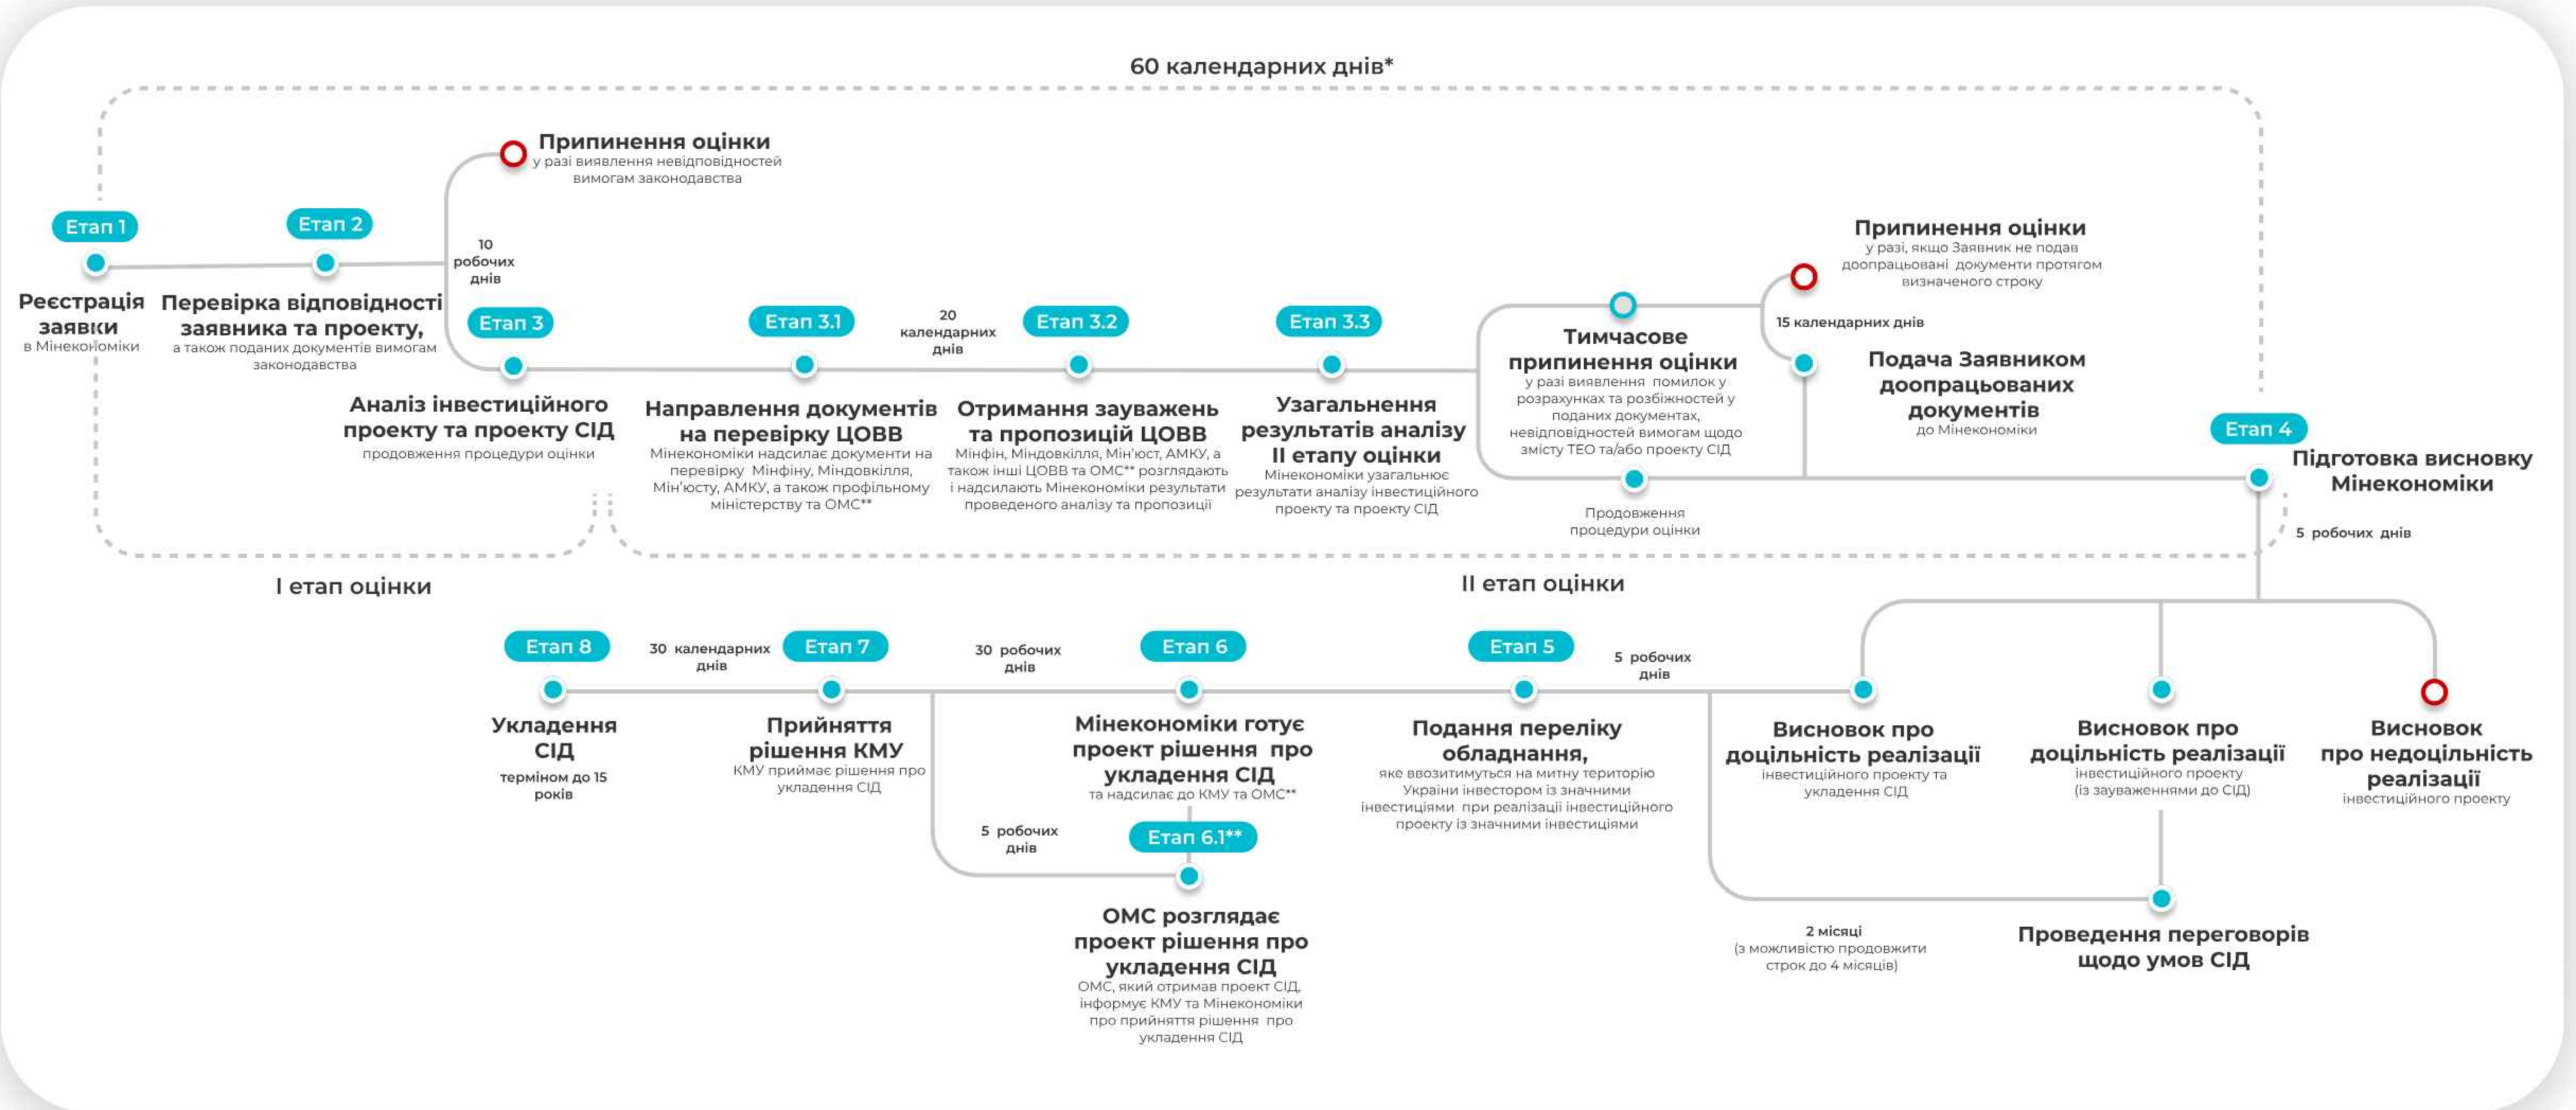 60 календарних днів*
Припинення оцінки
у разі виявлення невідповідностей
вимогам законодавства
Етап 1
Реєстрація
заявки
в Мінекономіки
Етап 2
Перевірка відповідності
заявника та проекту,
а також поданих документів вимогам
законодавства
10
робочих
днів
Етап 3
Аналіз інвестиційного
проекту та проекту СІД
продовження процедури оцінки
Етап 3.1
Направлення документів
на перевірку ЦОВВ
Мінекономіки надсилає документи на
перевірку Мінфіну, Міндовкілля,
Мін'юсту, АМКУ, а також профільному
міністерству та ОМС**
20
календарних
днів
Етап 3.2
Отримання зауважень
та пропозицій ЦОВВ
Мінфін, Міндовкілля, Мін'юст, АМКУ, а
також інші ЦОВВ та ОМС** розглядають
і надсилають Мінекономіки результати
проведеного аналізу та пропозиції
Етап 3.3
Узагальнення
результатів аналізу
ІІ етапу оцінки
Мінекономіки узагальнює
результати аналізу інвестиційного
проекту та проекту СІД
Тимчасове
припинення оцінки
у разі виявлення помилок у
розрахунках та розбіжностей у
поданих документах,
невідповідностей вимогам щодо
змісту ТЕО та/або проекту СІД
Продовження
процедури оцінки
Припинення оцінки
у разі, якщо Заявник не подав
доопрацьовані документи протягом
визначеного строку
15 календарних днів
Подача Заявником
доопрацьованих
документів
до Мінекономіки
Етап 4
Підготовка висновку
Мінекономіки
5 робочих днів
І етап оцінки
ІІ етап оцінки
Етап 8
Укладення
СІД
терміном до 15
років
30 календарних
днів
Етап 7
Прийняття
рішення КМУ
КМУ приймає рішення про
укладення СІД
30 робочих
днів
Етап 6
Мінекономіки готує
проект рішення про
укладення СІД
та надсилає до КМУ та ОМС**
5 робочих
днів
Етап 6.1**
ОМС розглядає
проект рішення про
укладення СІД
ОМС, який отримав проект СІД,
інформує КМУ та Мінекономіки
про прийняття рішення про
укладення СІД
Етап 5
Подання переліку
обладнання,
яке ввозитимуться на митну територію
України інвестором із значними
інвестиціями при реалізації інвестиційного
проекту із значними інвестиціями
5 робочих
днів
Висновок про
доцільність реалізації
інвестиційного проекту та
укладення СІД
Висновок про
доцільність реалізації
інвестиційного проекту
(із зауваженнями до СІД)
Висновок
про недоцільність
реалізації
інвестиційного проекту
2 місяці
(з можливістю продовжити
строк до 4 місяців)
Проведення переговорів
щодо умов СІД